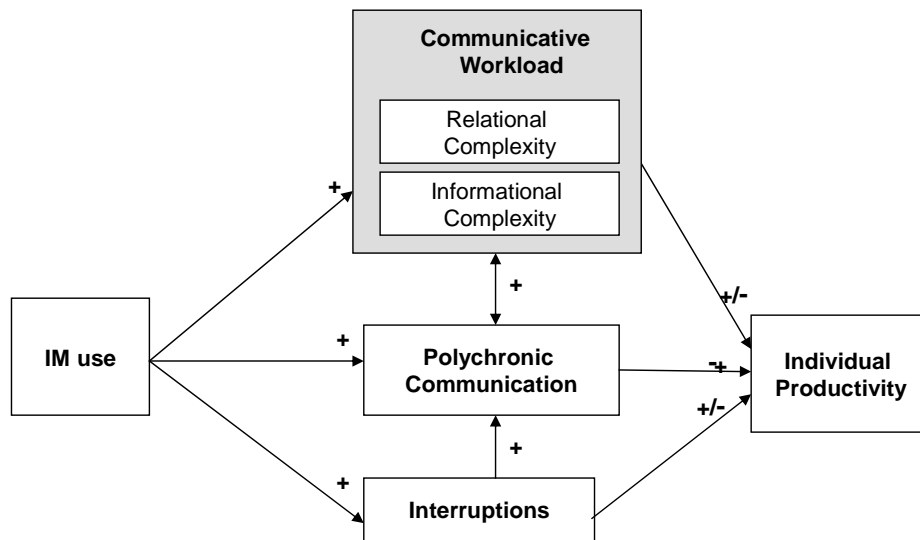 Communicative
Workload
Relational
Complexity
Informational
Complexity
+
+/-
+
IM use
+
Polychronic
Communication
-+
Individual
Productivity
+/-
+
+
Interruptions